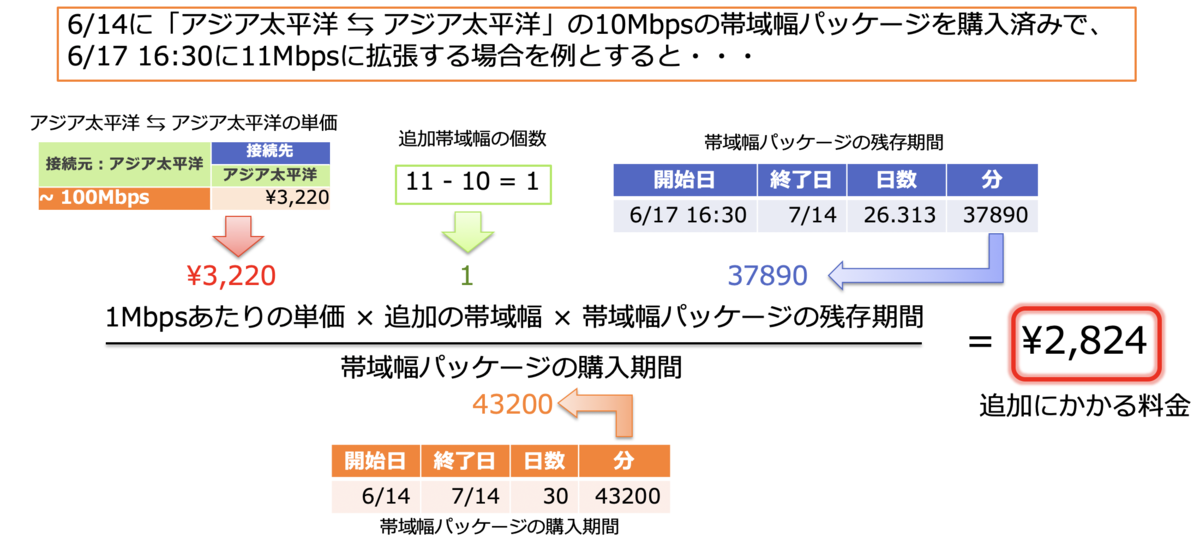 6/14に「アジア太平洋 ⇆ アジア太平洋」の10Mbpsの帯域幅パッケージを購入済みで、
6/17 16:30に11Mbpsに拡張する場合を例とすると・・・
アジア太平洋 ⇆ アジア太平洋の単価
接続元：アジア太平洋
接続先
アジア太平洋
~ 100Mbps ¥3,220
¥3,220
追加帯域幅の個数
11 - 10 = 1
1
帯域幅パッケージの残存期間
開始日 終了日 日数 分
6/17 16:30 7/14 26.313 37890
37890
1Mbpsあたりの単価 × 追加の帯域幅 × 帯域幅パッケージの残存期間
帯域幅パッケージの購入期間
= ¥2,824
追加にかかる料金
43200
開始日 終了日 日数 分
6/14 7/14 30 43200
帯域幅パッケージの購入期間